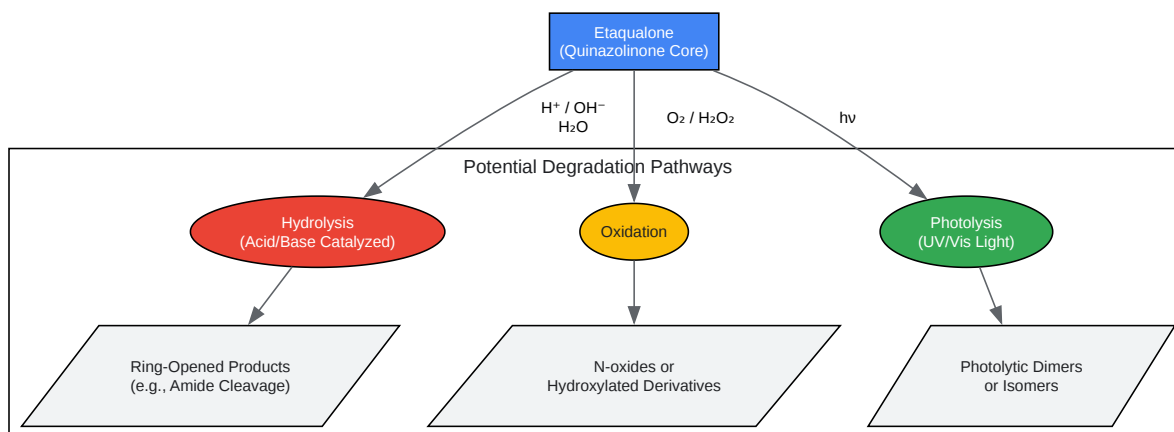 Etaqualone
(Quinazolinone Core)
H⁺ / OH⁻
H₂O
O₂ / H₂O₂
hν
Potential Degradation Pathways
Hydrolysis
(Acid/Base Catalyzed)
Oxidation
Photolysis
(UV/Vis Light)
Ring-Opened Products
(e.g., Amide Cleavage)
N-oxides or
Hydroxylated Derivatives
Photolytic Dimers
or Isomers